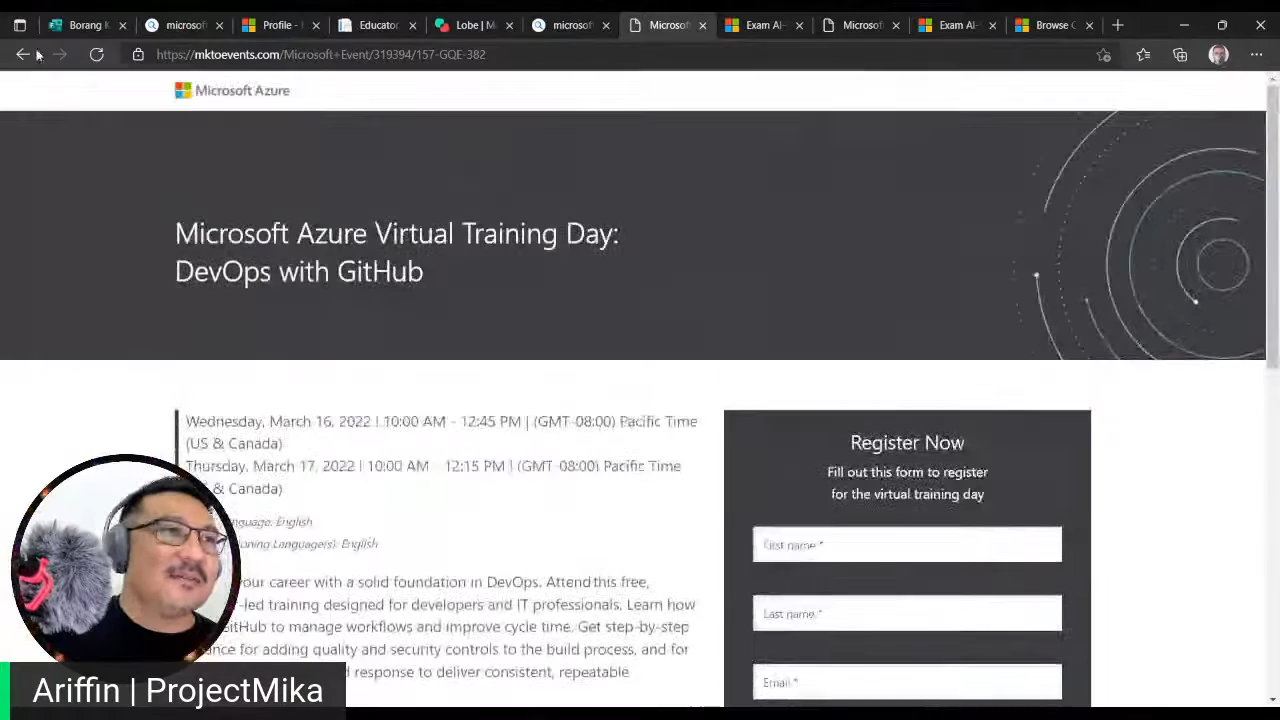 Borang K
microsof
Profile -
Educator
Lobe | M
microsof
Microsof
Exam AI-
Microsof
Exam AI-
Browse C
https://mktoevents.com/Microsoft+Event/319394/157-GQE-382
Microsoft Azure
Microsoft Azure Virtual Training Day:
DevOps with GitHub
Wednesday, March 16, 2022 | 10:00 AM - 12:45 PM | (GMT-08:00) Pacific Time
(US & Canada)
Thursday, March 17, 2022 | 10:00 AM - 12:15 PM | (GMT-08:00) Pacific Time
& Canada)
nguage: English
ioning Language(s): English
your career with a solid foundation in DevOps. Attend this free,
-led training designed for developers and IT professionals. Learn how
GitHub to manage workflows and improve cycle time. Get step-by-step
ance for adding quality and security controls to the build process, and for
d response to deliver consistent, repeatable
Register Now
Fill out this form to register
for the virtual training day
First name *
Last name *
Email *
Ariffin | ProjectMika